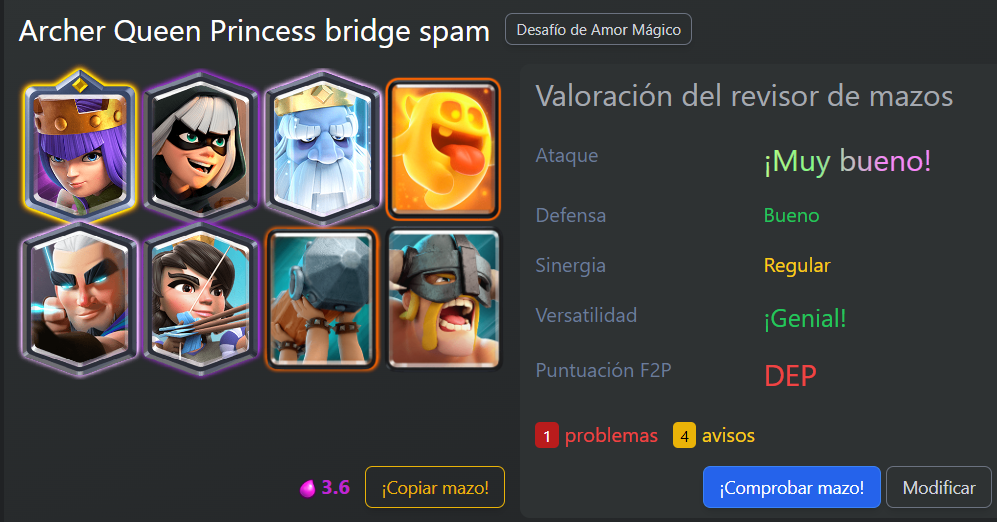 Archer Queen Princess bridge spam
Desafío de Amor Mágico
Valoración del revisor de mazos
Ataque ¡Muy bueno!
Defensa Bueno
Sinergia Regular
Versatilidad ¡Genial!
Puntuación F2P DEP
1 problemas 4 avisos
3.6 ¡Copiar mazo!
¡Comprobar mazo! Modificar